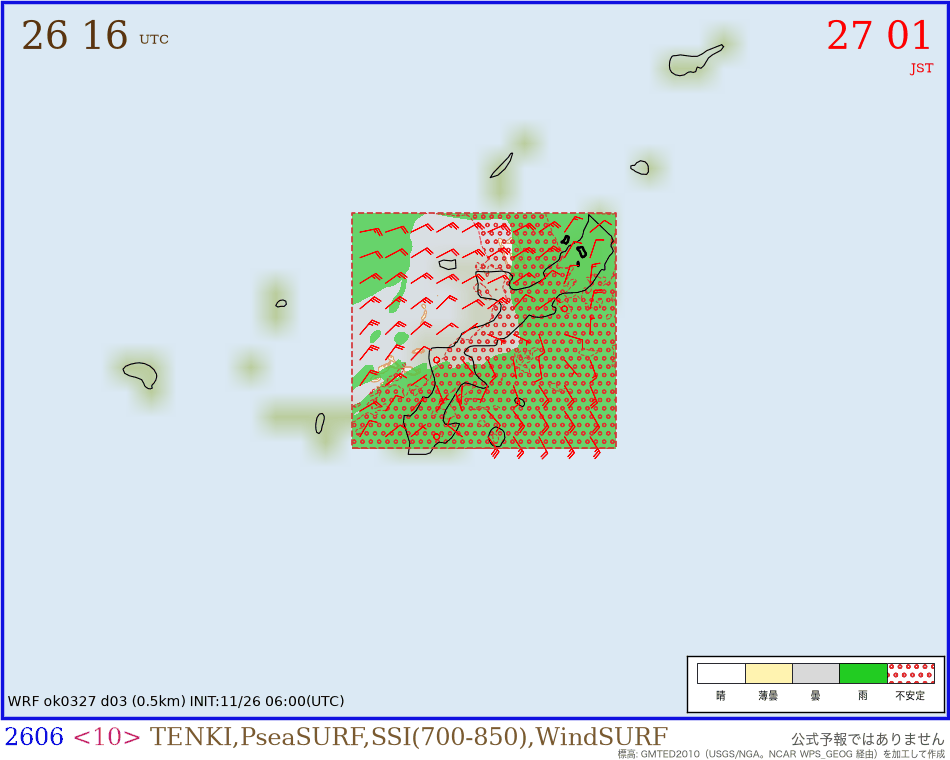 26 16 UTC
27 01
JST
晴 薄曇 曇 雨 不安定
WRF ok0327 d03 (0.5km) INIT:11/26 06:00(UTC)
2606 <10> TENKI,PseaSURF,SSI(700-850),WindSURF
公式予報ではありません
標高: GMTED2010（USGS/NGA。NCAR WPS_GEOG 経由）を加工して作成